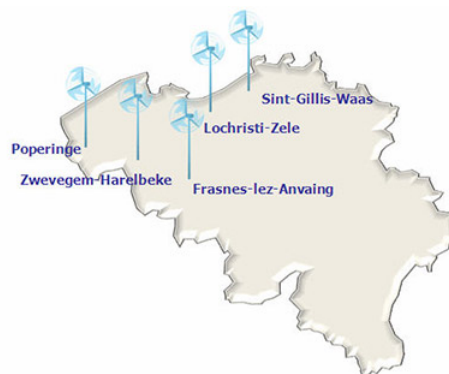 Sint-Gillis-Waas
Lochristi-Zele
Poperinge
Zwevegem-Harelbeke
Frasnes-lez-Anvaing